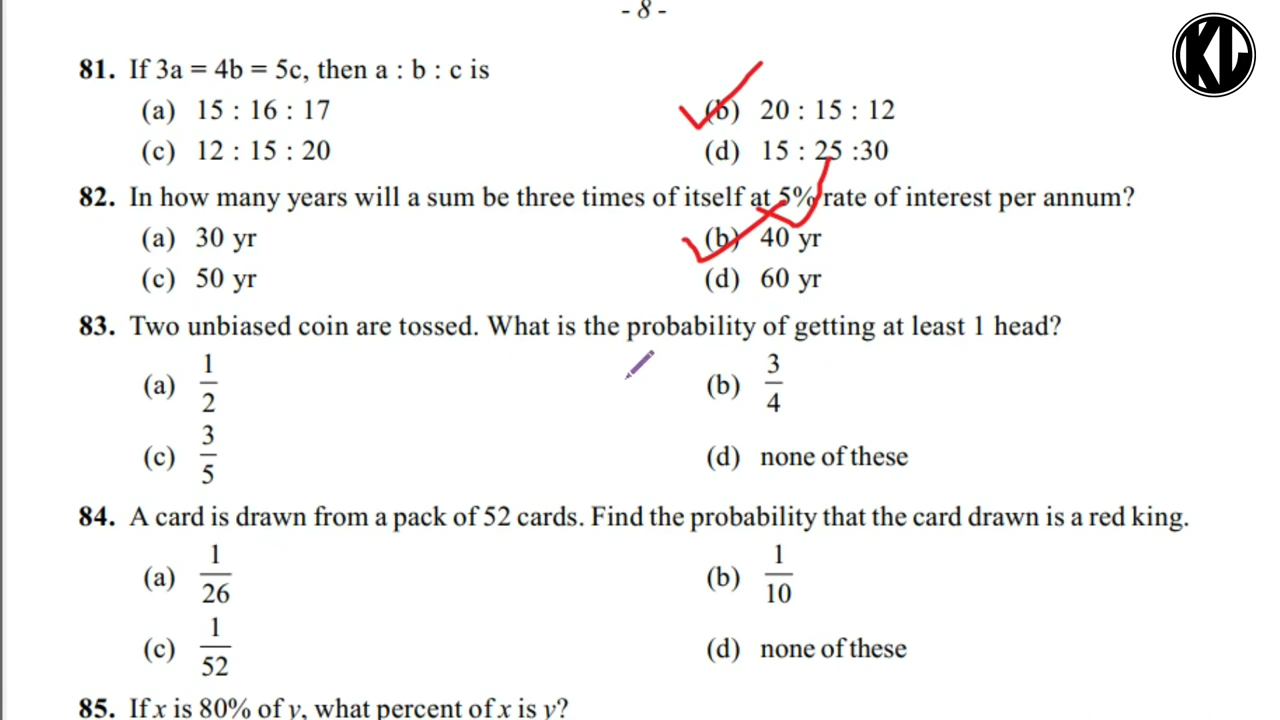 - 8 -
KL
81. If 3a = 4b = 5c, then a : b : c is
(a) 15 : 16 : 17 (b) 20 : 15 : 12
(c) 12 : 15 : 20 (d) 15 : 25 :30
82. In how many years will a sum be three times of itself at 5% rate of interest per annum?
(a) 30 yr (b) 40 yr
(c) 50 yr (d) 60 yr
83. Two unbiased coin are tossed. What is the probability of getting at least 1 head?
(a) 1/2 (b) 3/4
(c) 3/5 (d) none of these
84. A card is drawn from a pack of 52 cards. Find the probability that the card drawn is a red king.
(a) 1/26 (b) 1/10
(c) 1/52 (d) none of these
85. If x is 80% of y, what percent of x is y?